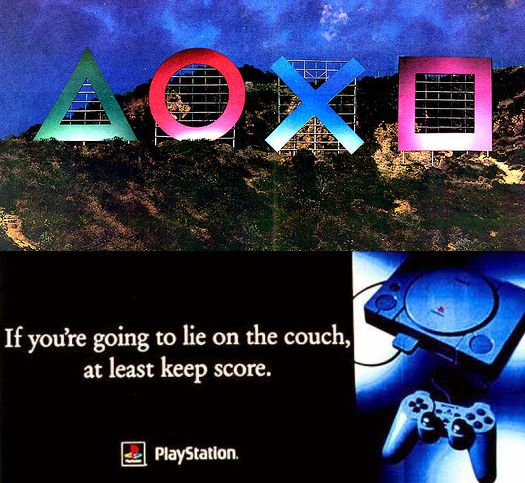 If you're going to lie on the couch,
at least keep score.
PlayStation.